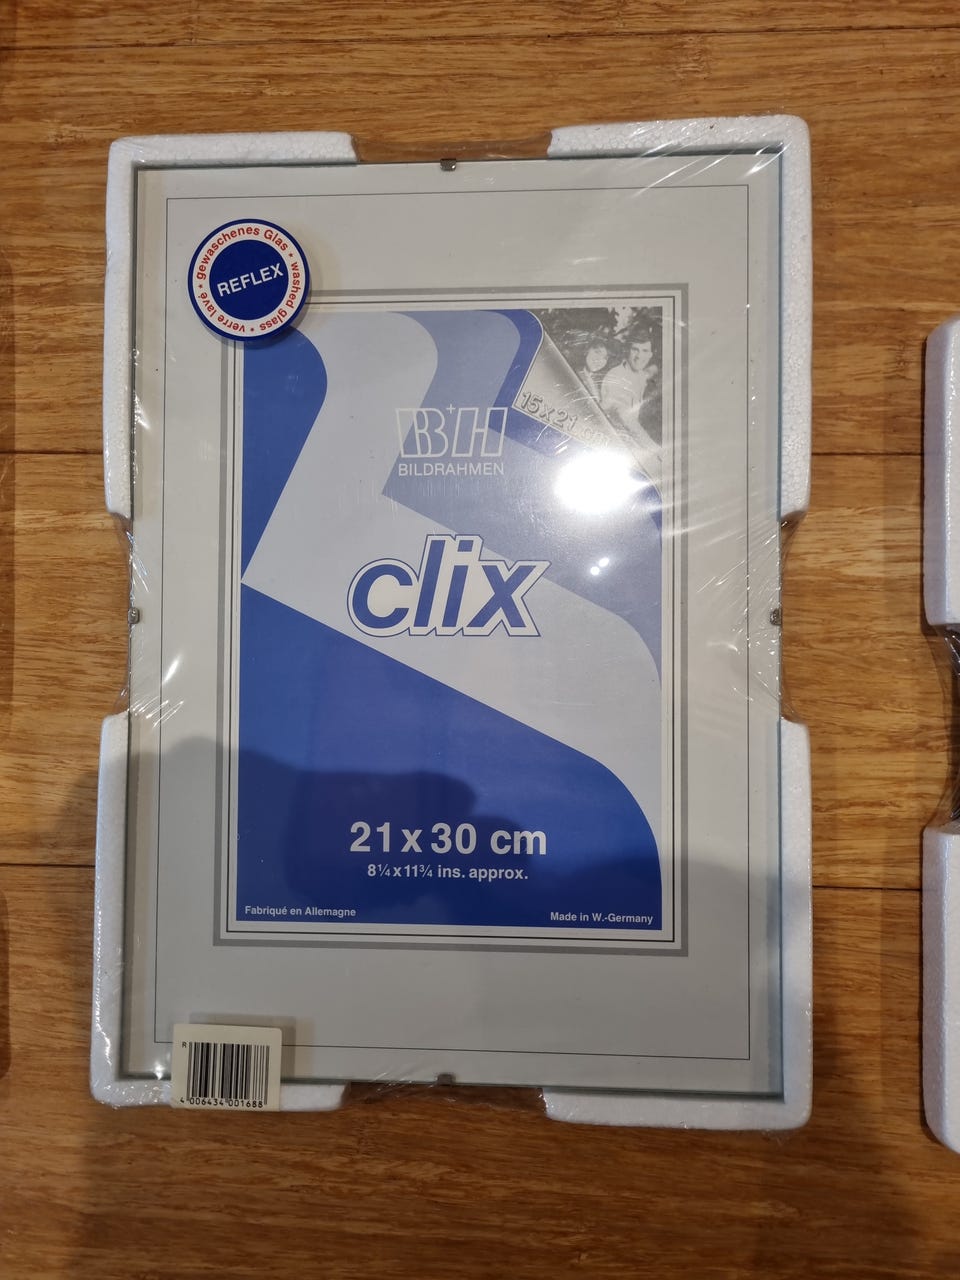 gewaschenes Glas * washed glass * verre lavé *
REFLEX
15x21 cm
B+H
BILDRAHMEN
clix
21 x 30 cm
8¼ x 11¾ ins. approx.
Fabriqué en Allemagne
Made in W.-Germany
R
4 006434 001688